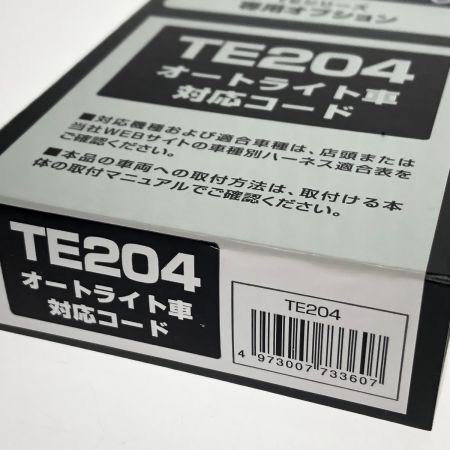 専用オプション
TE204
オートライト車
対応コード
■対応機種および適合車種は、店頭または
当社WEBサイトの車種別ハーネス適合表を
ご確認ください。
■本品の車両への取付方法は、取付ける本
体の取付マニュアルでご確認ください。
TE204
オートライト車
対応コード
TE204
4 973007 733607